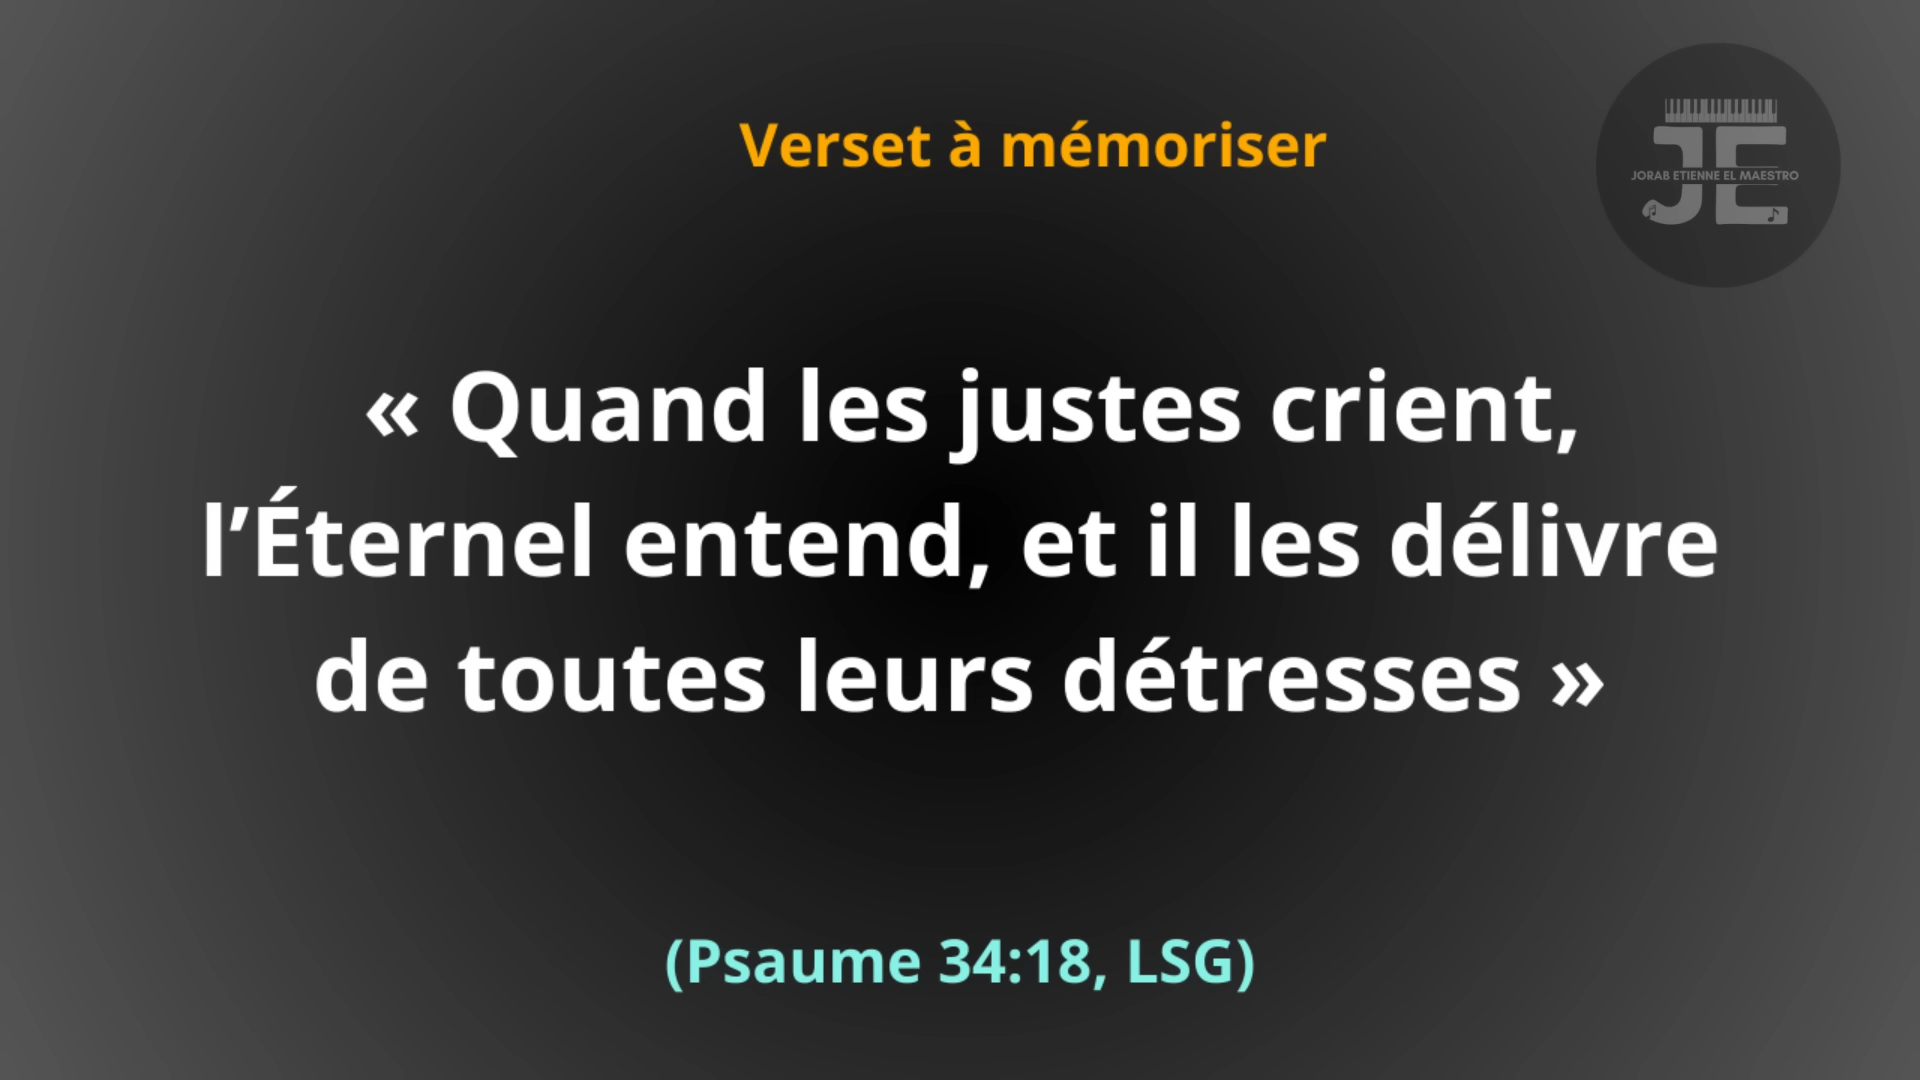 Verset à mémoriser
JE
JORAB ETIENNE EL MAESTRO
« Quand les justes crient,
l’Éternel entend, et il les délivre
de toutes leurs détresses »
(Psaume 34:18, LSG)